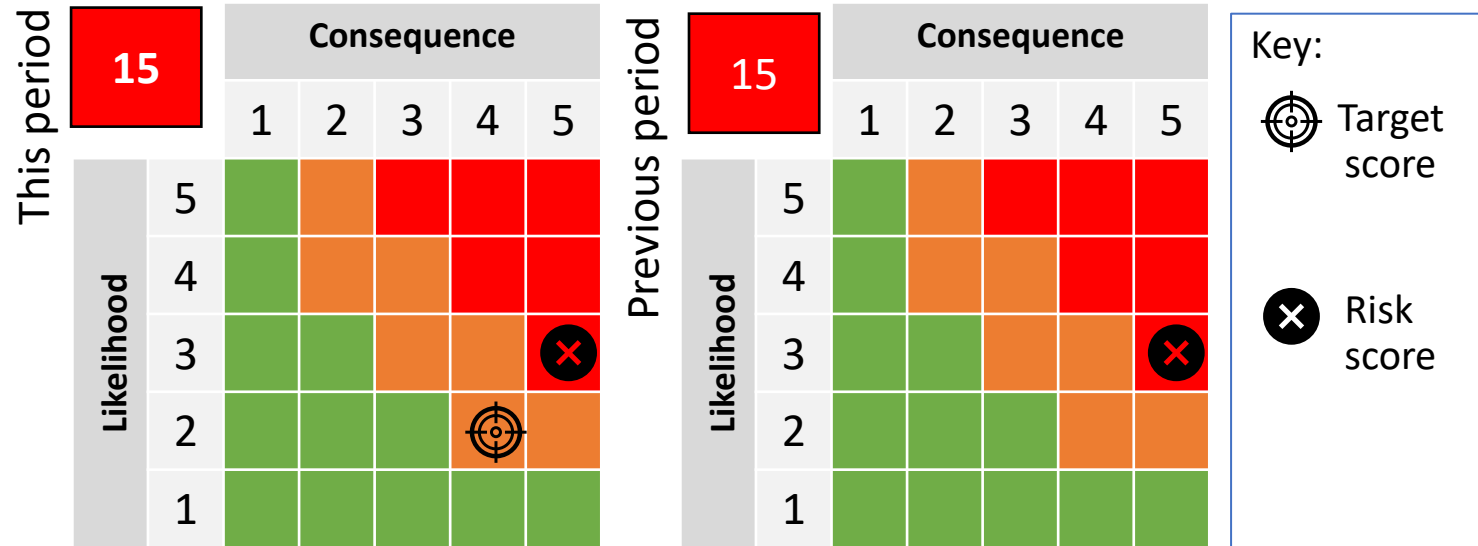 This period
15
Consequence
1 2 3 4 5
Likelihood
5
4
3
2
1
Previous period
15
Consequence
1 2 3 4 5
Likelihood
5
4
3
2
1
Key:
Target
score
Risk
score